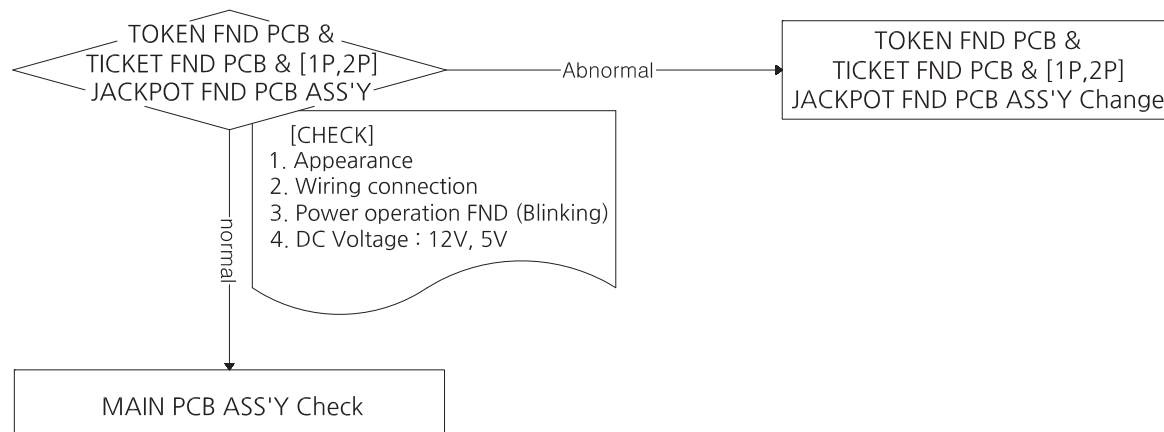 TOKEN FND PCB &
TICKET FND PCB & [1P,2P]
JACKPOT FND PCB ASS'Y
Abnormal
TOKEN FND PCB &
TICKET FND PCB & [1P,2P]
JACKPOT FND PCB ASS'Y Change
[CHECK]
1. Appearance
2. Wiring connection
3. Power operation FND (Blinking)
4. DC Voltage : 12V, 5V
normal
MAIN PCB ASS'Y Check